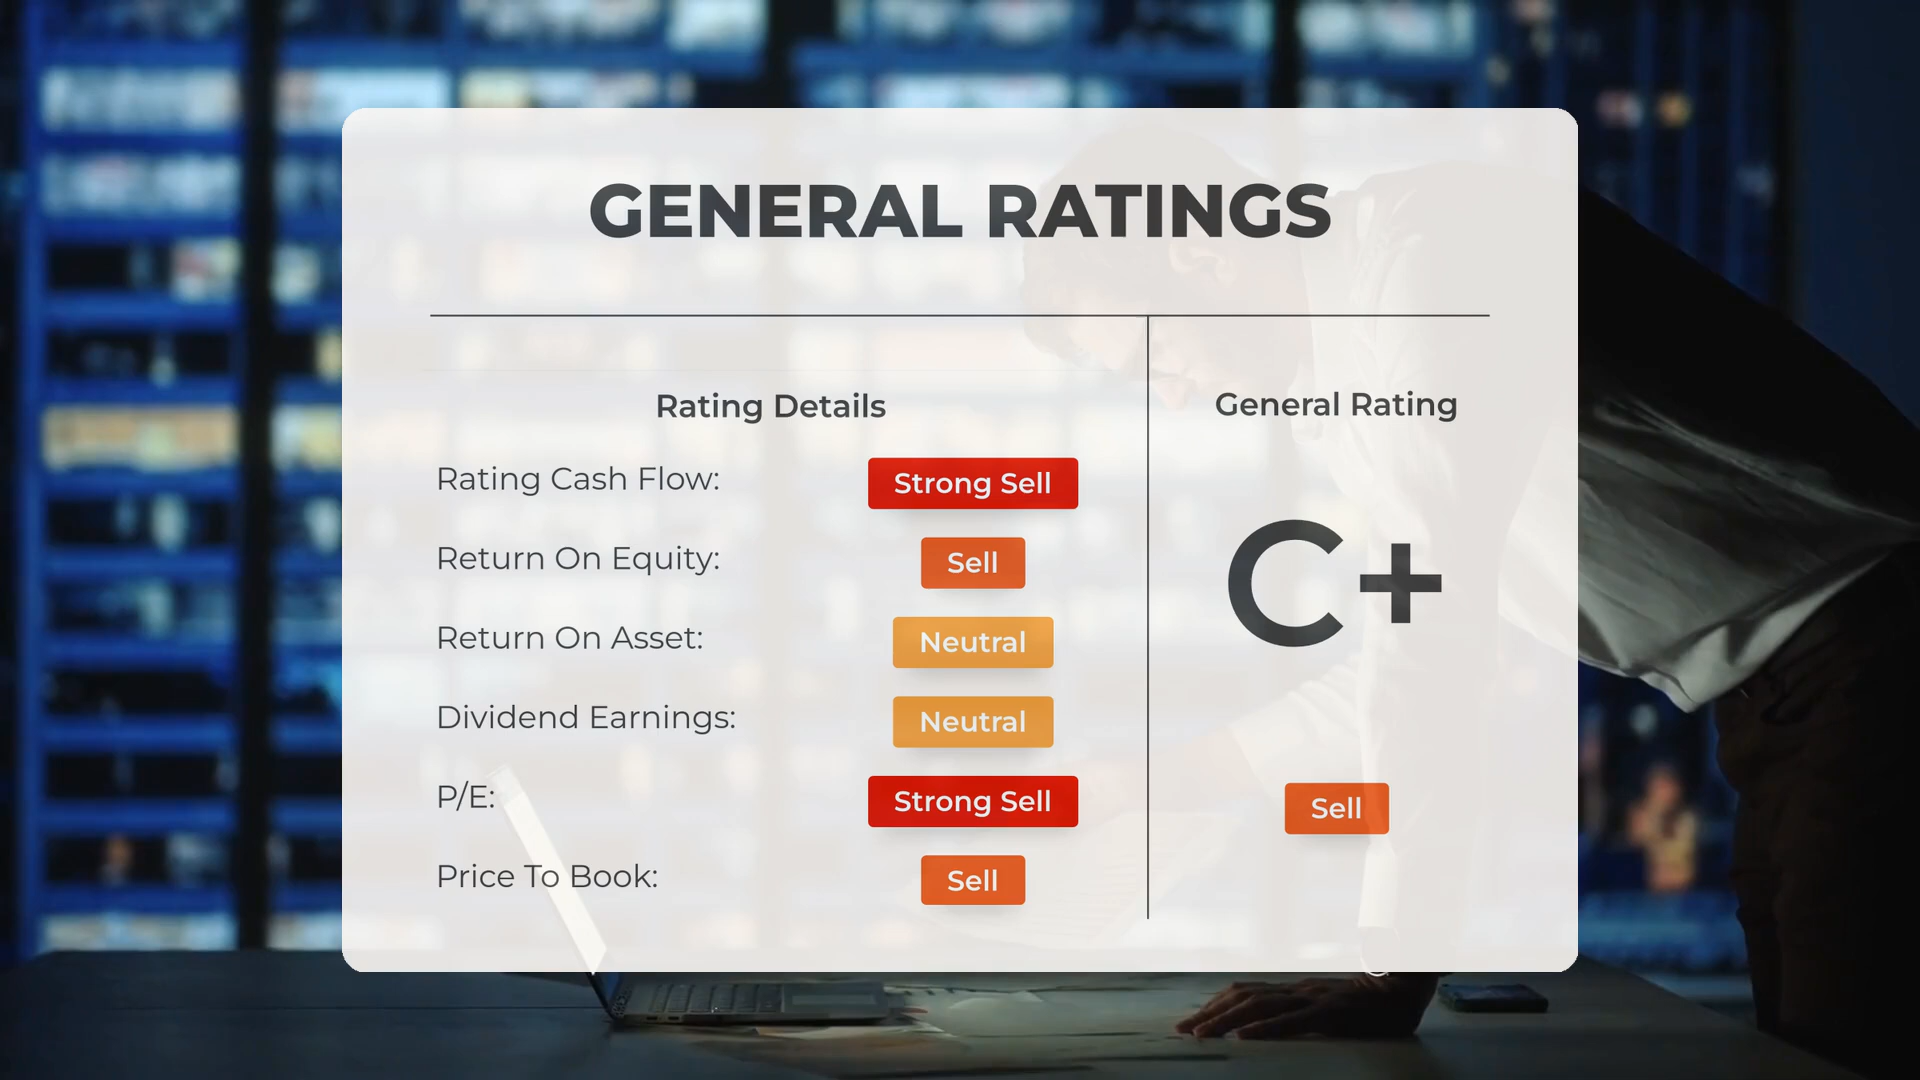 GENERAL RATINGS
Rating Details
Rating Cash Flow: Strong Sell
Return On Equity: Sell
Return On Asset: Neutral
Dividend Earnings: Neutral
P/E: Strong Sell
Price To Book: Sell
General Rating
C+
Sell